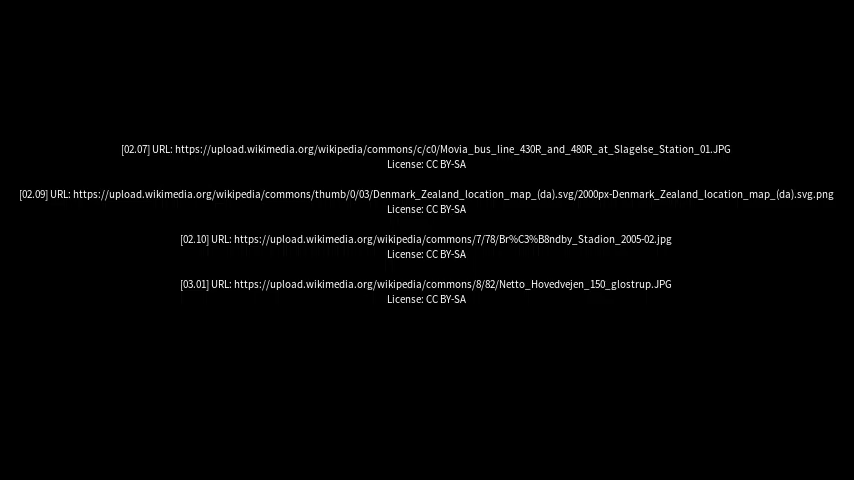 [02.07] URL: https://upload.wikimedia.org/wikipedia/commons/c/c0/Movia_bus_line_430R_and_480R_at_Slagelse_Station_01.JPG
License: CC BY-SA
[02.09] URL: https://upload.wikimedia.org/wikipedia/commons/thumb/0/03/Denmark_Zealand_location_map_(da).svg/2000px-Denmark_Zealand_location_map_(da).svg.png
License: CC BY-SA
[02.10] URL: https://upload.wikimedia.org/wikipedia/commons/7/78/Br%C3%B8ndby_Stadion_2005-02.jpg
License: CC BY-SA
[03.01] URL: https://upload.wikimedia.org/wikipedia/commons/8/82/Netto_Hovedvejen_150_glostrup.JPG
License: CC BY-SA